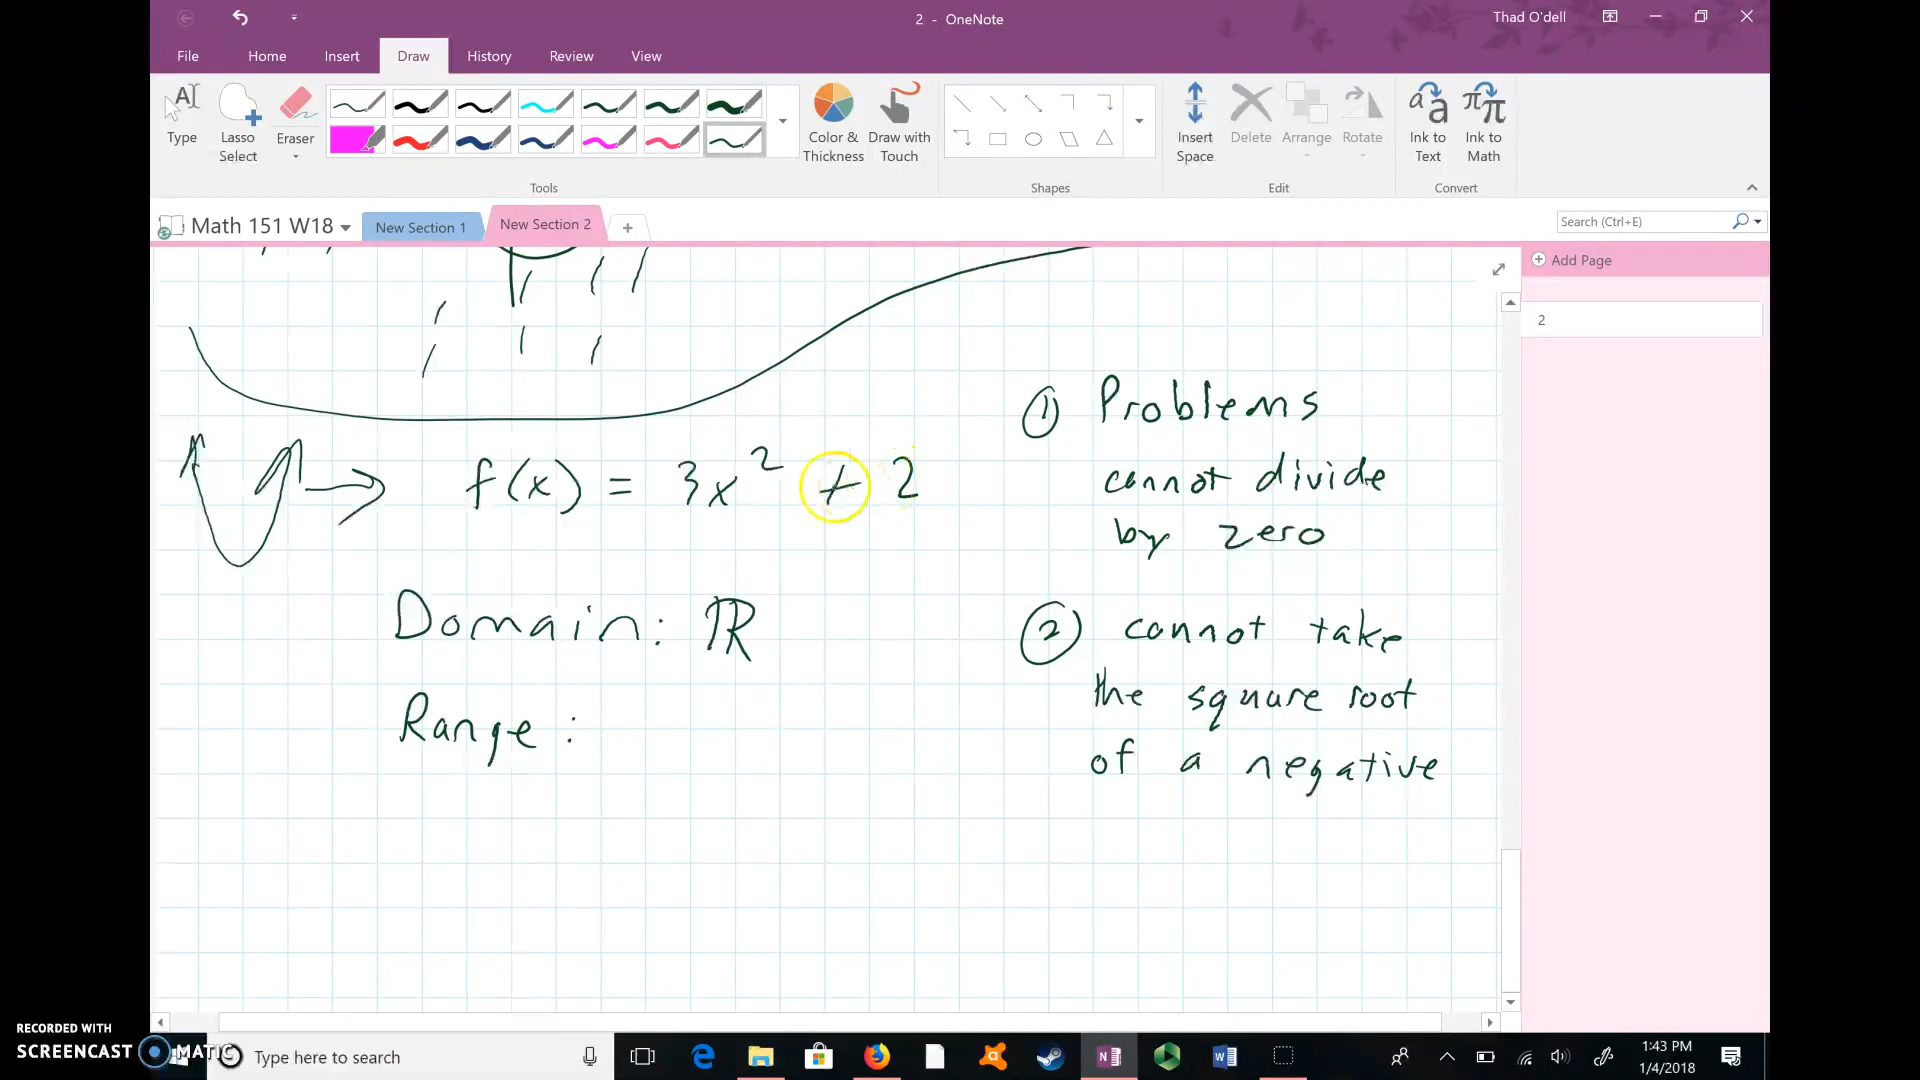 2 - OneNote
Thad O'dell
File Home Insert Draw History Review View
Type
Lasso Select
Eraser
Color & Thickness
Draw with Touch
Insert Space
Delete
Arrange
Rotate
Ink to Text
Ink to Math
Tools
Shapes
Edit
Convert
Math 151 W18
New Section 1
New Section 2
Search (Ctrl+E)
Add Page
2
f(x) = 3x² + 2
Domain: ℝ
Range:
① Problems
cannot divide
by zero
② cannot take
the square root
of a negative
RECORDED WITH
SCREENCAST MATIC
Type here to search
1:43 PM
1/4/2018